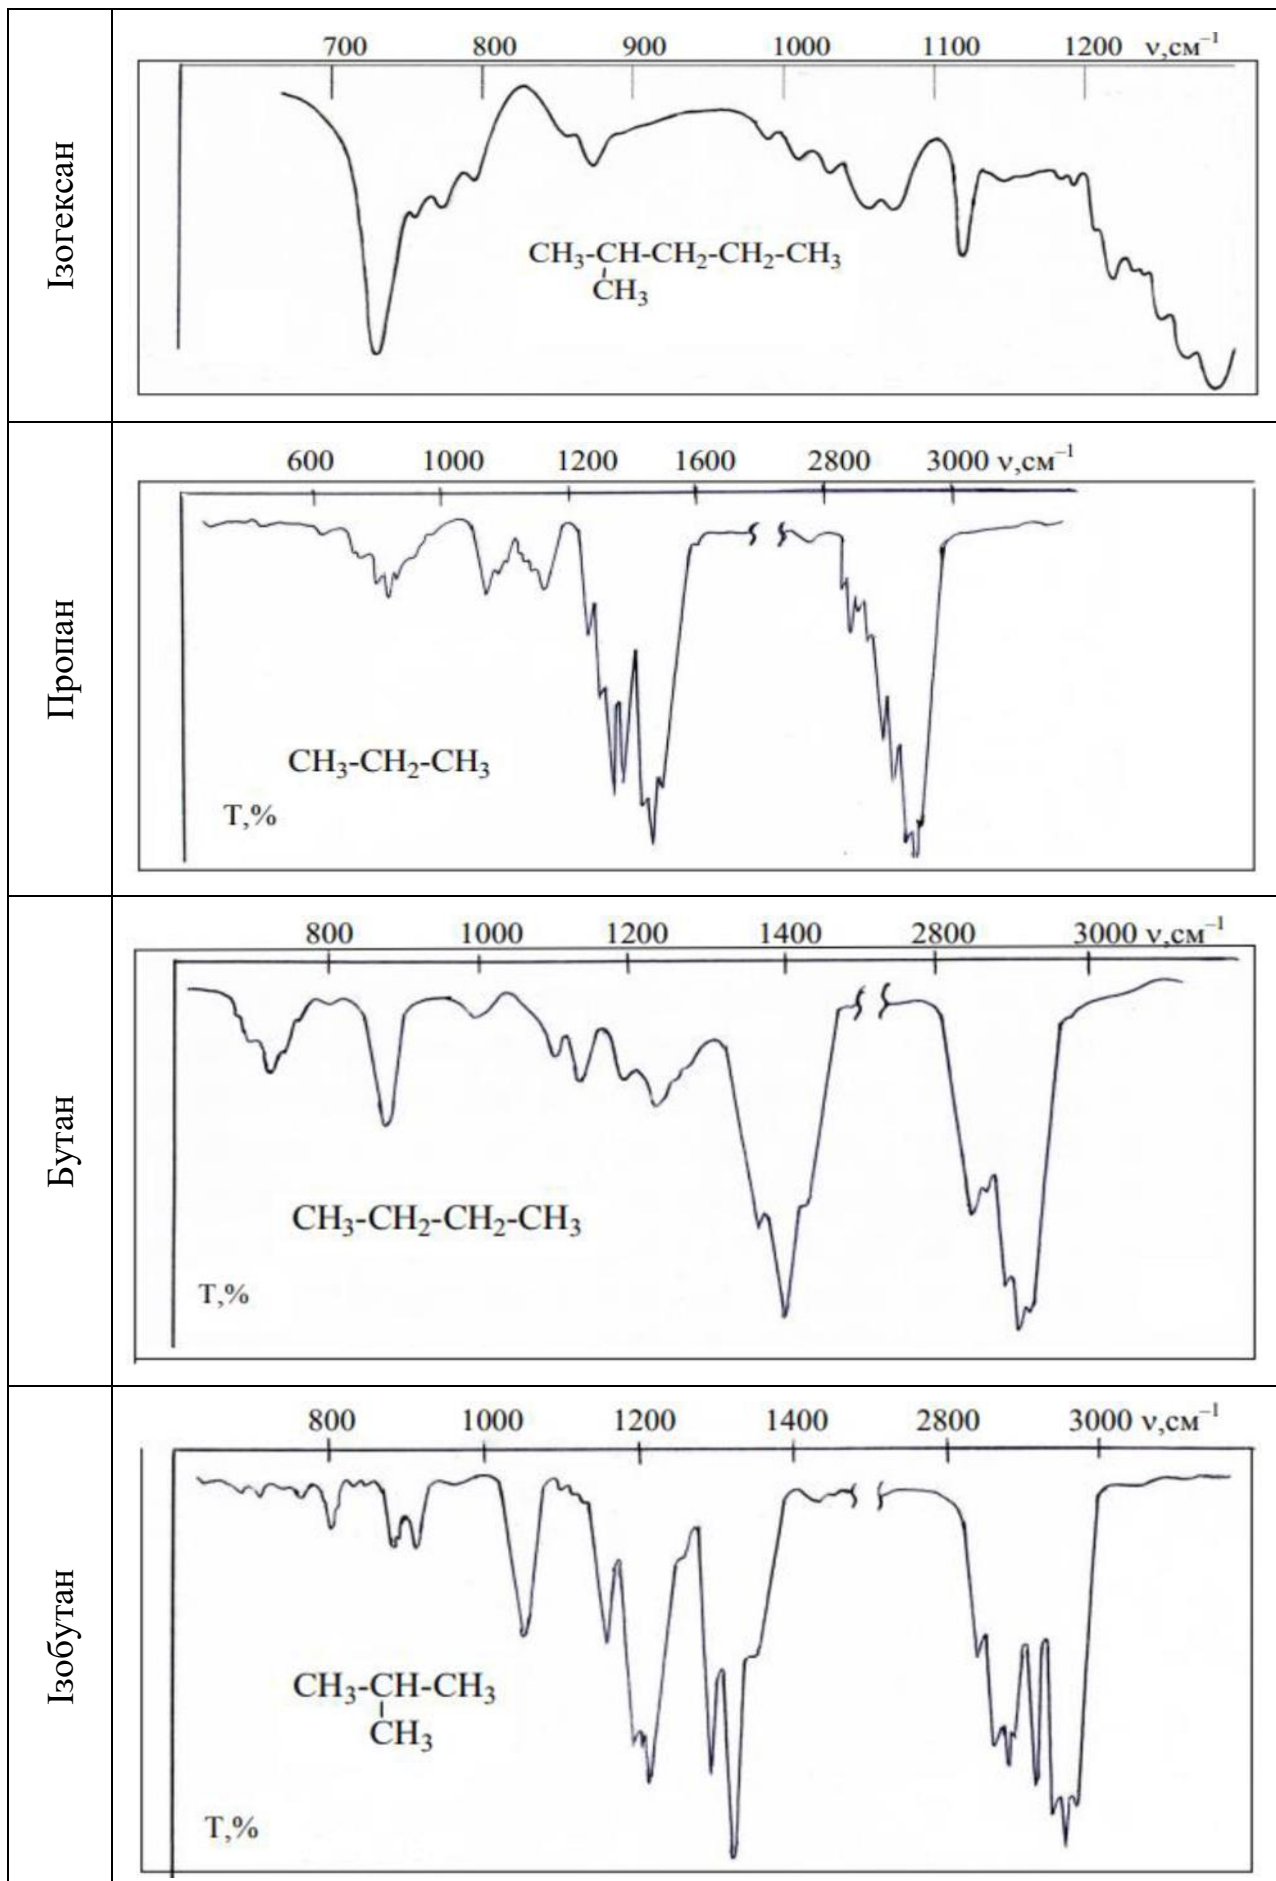 Ізогексан
700 800 900 1000 1100 1200 ν,см⁻¹
CH₃-CH-CH₂-CH₂-CH₃
CH₃
Пропан
600 1000 1200 1600 2800 3000 ν,см⁻¹
CH₃-CH₂-CH₃
T,%
Бутан
800 1000 1200 1400 2800 3000 ν,см⁻¹
CH₃-CH₂-CH₂-CH₃
T,%
Ізобутан
800 1000 1200 1400 2800 3000 ν,см⁻¹
CH₃-CH-CH₃
CH₃
T,%